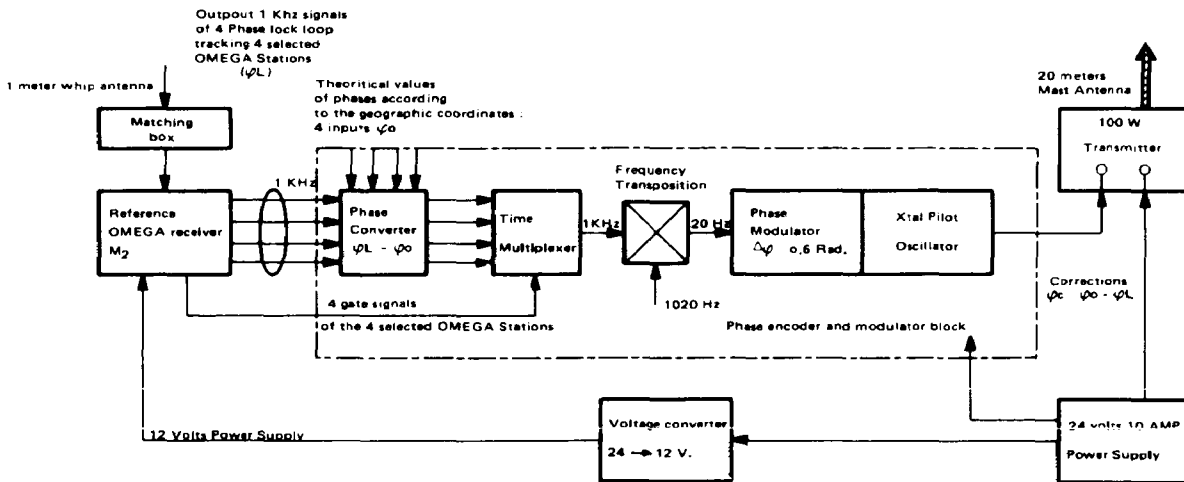 Outpout 1 Khz signals
of 4 Phase lock loop
tracking 4 selected
OMEGA Stations
(φL)
1 meter whip antenna
Matching
box
Theoritical values
of phases according
to the geographic coordinates :
4 inputs φo
20 meters
Mast Antenna
100 W
Transmitter
1 KHz
Reference
OMEGA receiver
M2
Phase
Converter
φL - φo
Time
Multiplexer
Frequency
Transposition
1KHz
20 Hz
1020 Hz
Phase
Modulator
Δφ 0,6 Rad.
Xtal Pilot
Oscillator
Corrections
φc φo - φL
4 gate signals
of the 4 selected OMEGA Stations
Phase encoder and modulator block
12 Volts Power Supply
Voltage converter
24 → 12 V.
24 volts 10 AMP
Power Supply